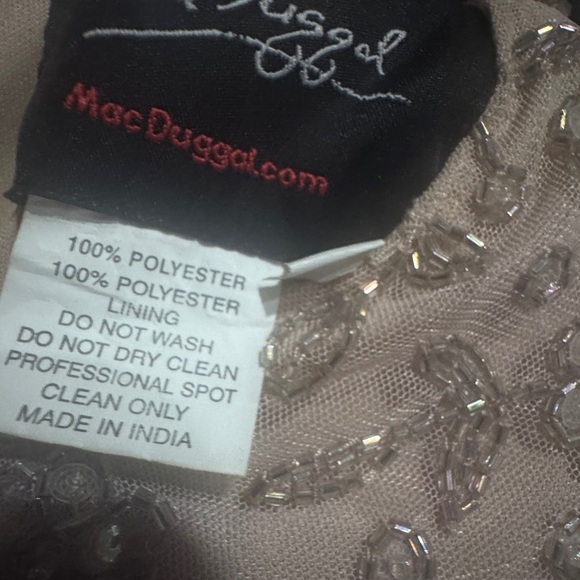 Duggal
MacDuggal.com
100% POLYESTER
100% POLYESTER
LINING
DO NOT WASH
DO NOT DRY CLEAN
PROFESSIONAL SPOT
CLEAN ONLY
MADE IN INDIA